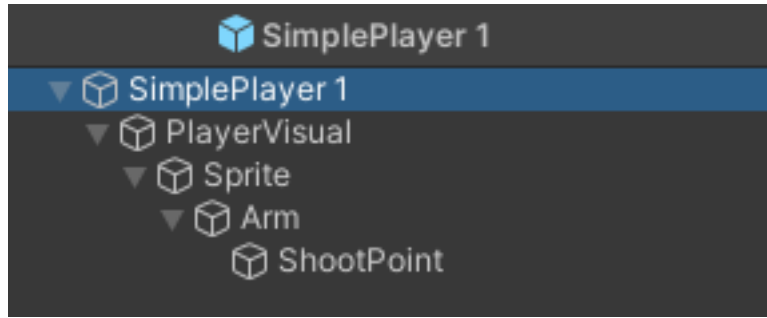 SimplePlayer 1
SimplePlayer 1
PlayerVisual
Sprite
Arm
ShootPoint